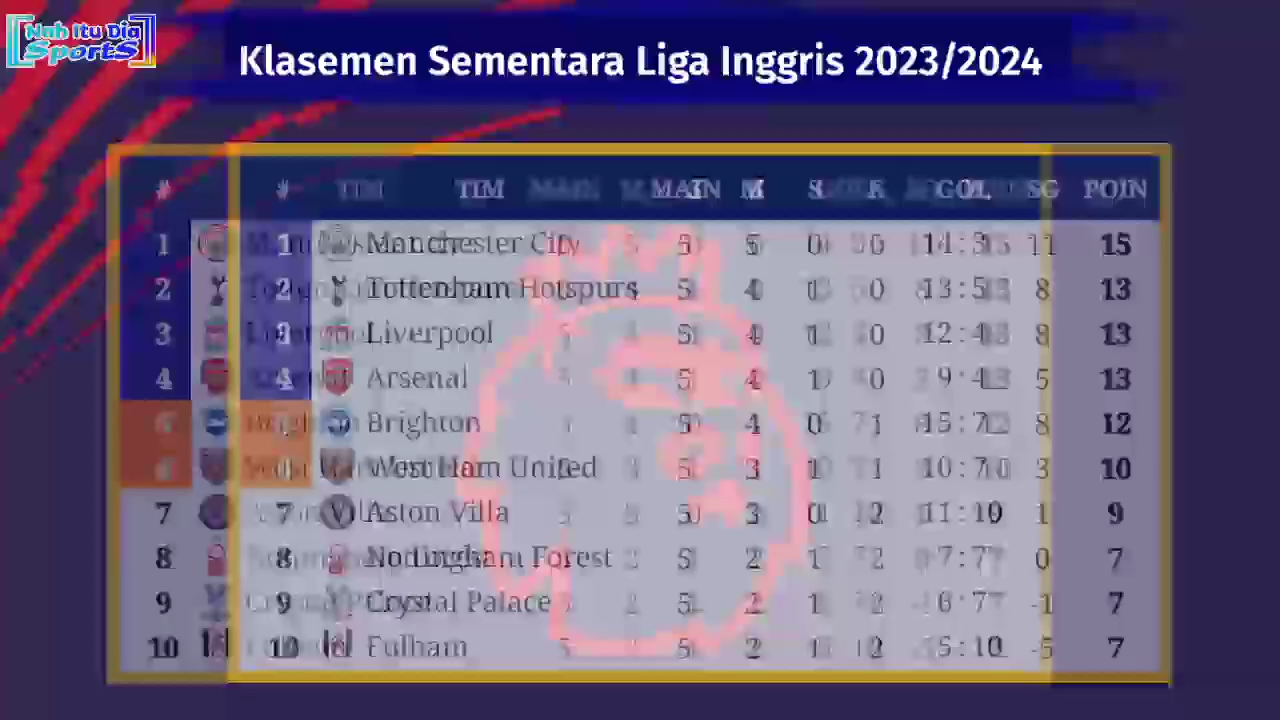 Nah Itu Dia
Sports
Klasemen Sementara Liga Inggris 2023/2024
# TIM MAIN M S K GOL SG POIN
1 Manchester City 5 5 0 0 14:3 11 15
2 Tottenham Hotspurs 5 4 1 0 13:5 8 13
3 Liverpool 5 4 1 0 12:4 8 13
4 Arsenal 5 4 1 0 9:4 5 13
Brighton 5 4 0 1 15:7 8 12
West Ham United 5 3 1 1 10:7 3 10
7 Aston Villa 5 3 0 2 11:10 1 9
8 Nottingham Forest 5 2 1 2 7:7 0 7
9 Crystal Palace 5 2 1 2 6:7 -1 7
10 Fulham 5 2 1 2 5:10 -5 7